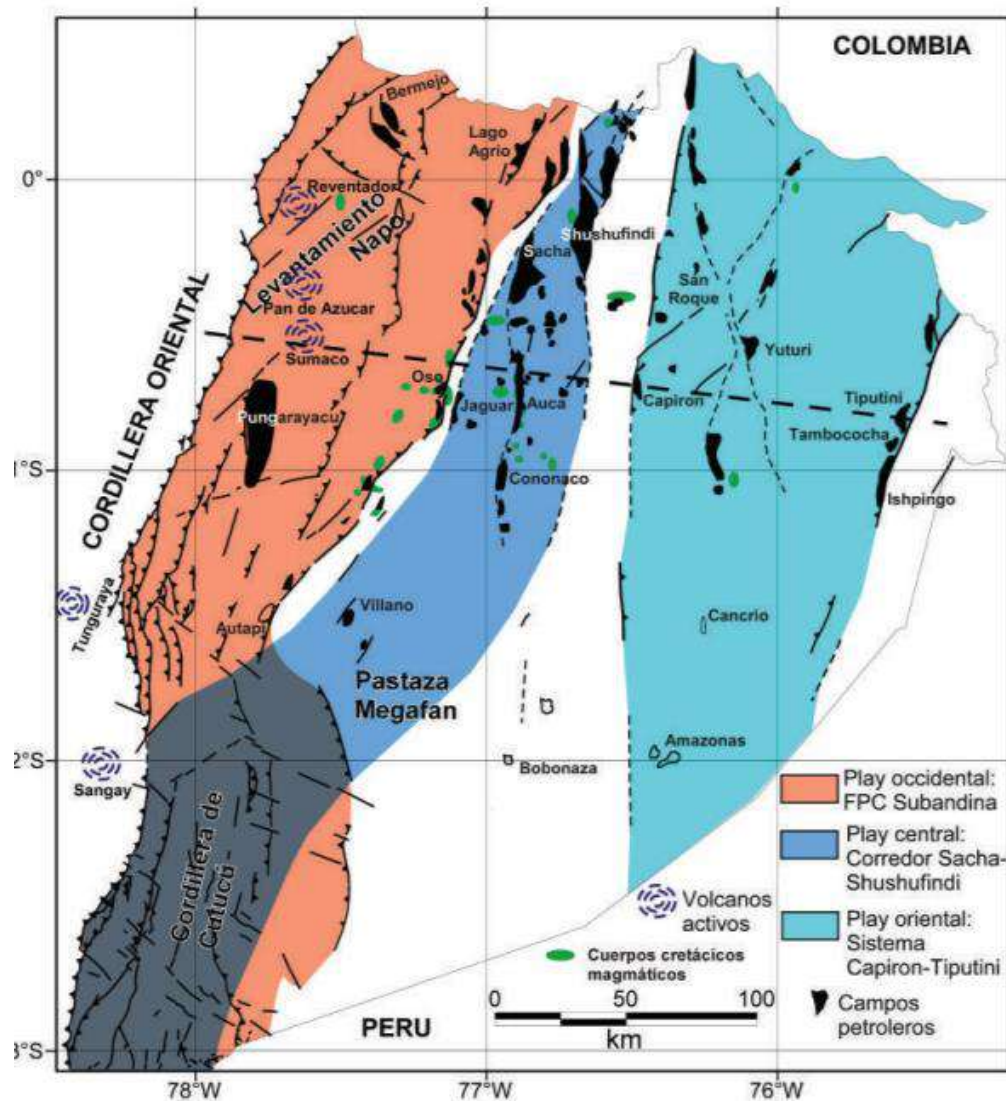 COLOMBIA
Bermejo
Lago
Agrio
0°
Reventador
Levantamiento
Napo
Shushufindi
Sacha
San
Roque
Pan de Azucar
CORDILLERA ORIENTAL
Sumaco
Yuturi
Oso
Pungarayacu
Jaguar
Auca
Capiron
Tiputini
Tambococha
1°S
Cononaco
Ishpingo
Tunguraya
Villano
Autapi
Cancrio
Pastaza
Megafan
Amazonas
2°S
Bobonaza
Sangay
Play occidental:
FPC Subandina
Play central:
Corredor Sacha-
Shushufindi
Play oriental:
Sistema
Capiron-Tiputini
Campos
petroleros
Cordillera de
Cutucú
Volcanos
activos
Cuerpos cretácicos
magmáticos
0 50 100
km
PERU
3°S
78°W 77°W 76°W